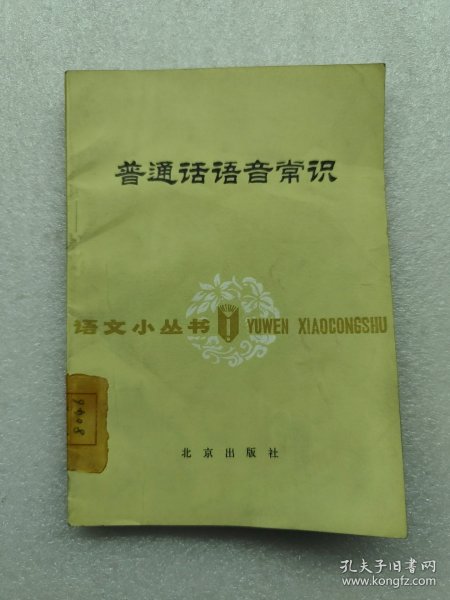 普通话语音常识
语文小丛书 YUWEN XIAOCONGSHU
9408
北京出版社
孔夫子旧书网
www.kongfz.com